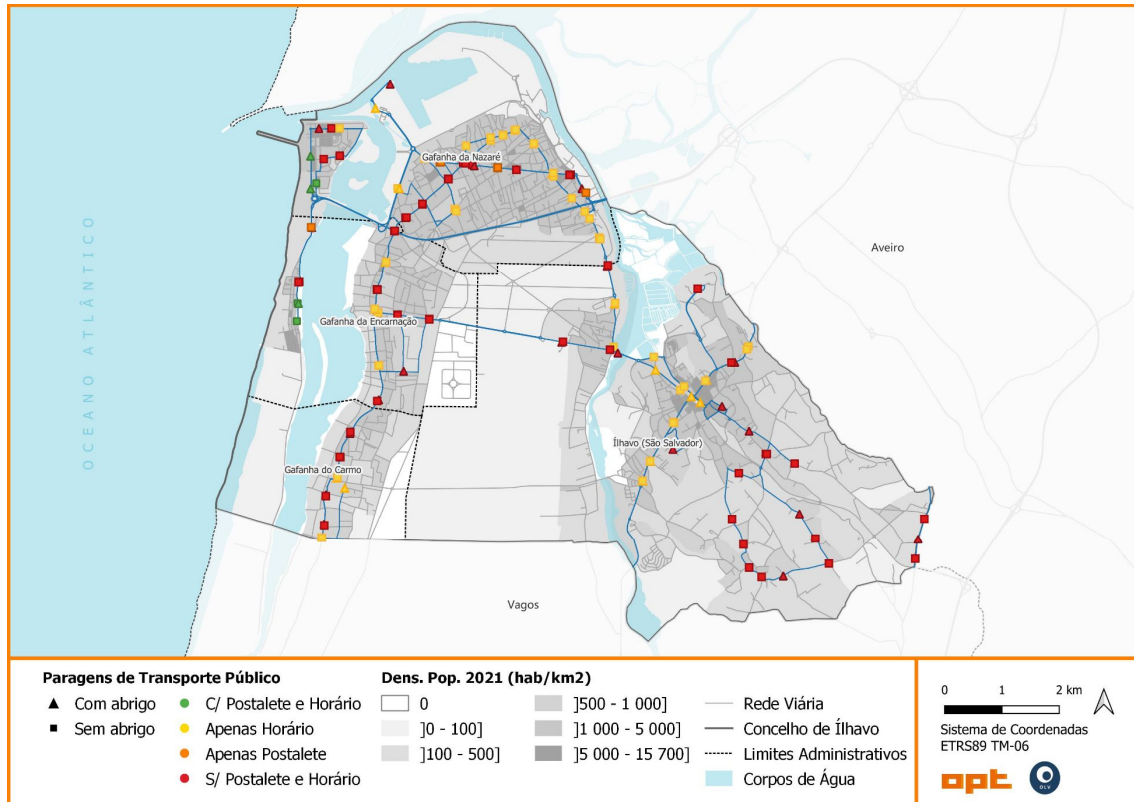 OCEANO ATLÂNTICO
Gafanha da Nazaré
Aveiro
Gafanha da Encarnação
Ílhavo (São Salvador)
Gafanha do Carmo
Vagos
Paragens de Transporte Público
Com abrigo
Sem abrigo
C/ Postalete e Horário
Apenas Horário
Apenas Postalete
S/ Postalete e Horário
Dens. Pop. 2021 (hab/km2)
0
]0 - 100]
]100 - 500]
]500 - 1 000]
]1 000 - 5 000]
]5 000 - 15 700]
Rede Viária
Concelho de Ílhavo
Limites Administrativos
Corpos de Água
0 1 2 km
Sistema de Coordenadas
ETRS89 TM-06
opt
OLV